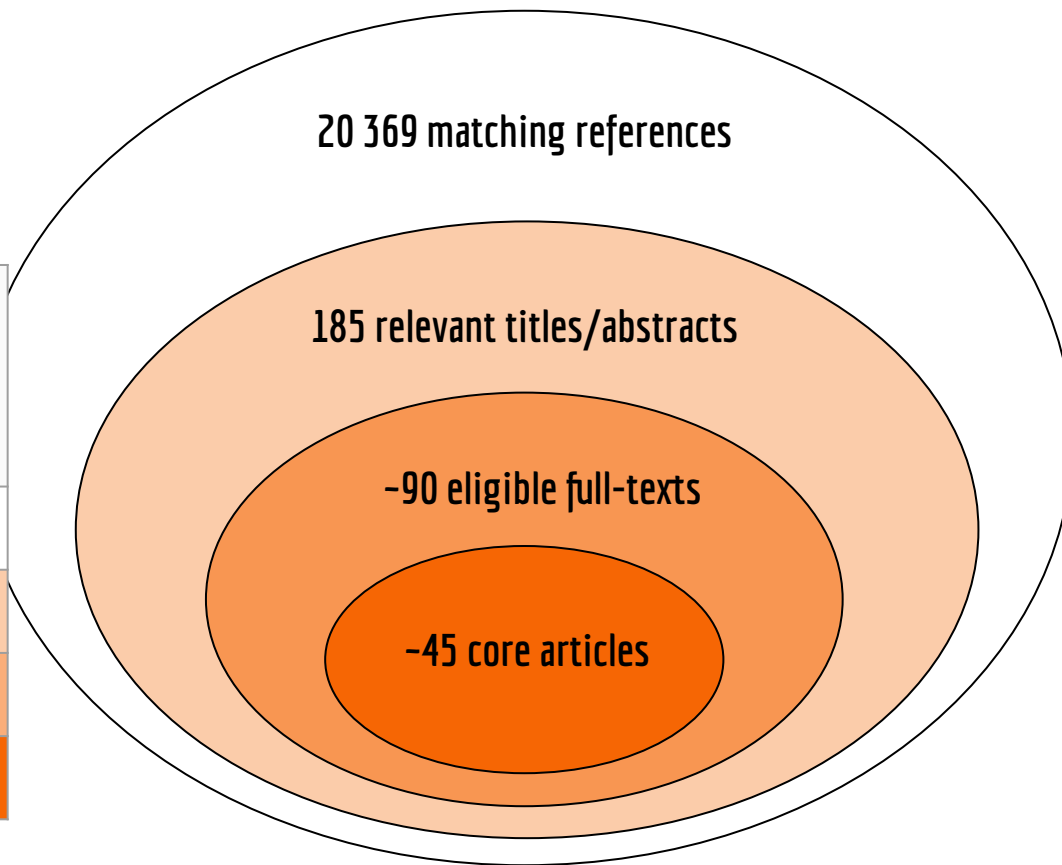 20 369 matching references
185 relevant titles/abstracts
~90 eligible full-texts
~45 core articles